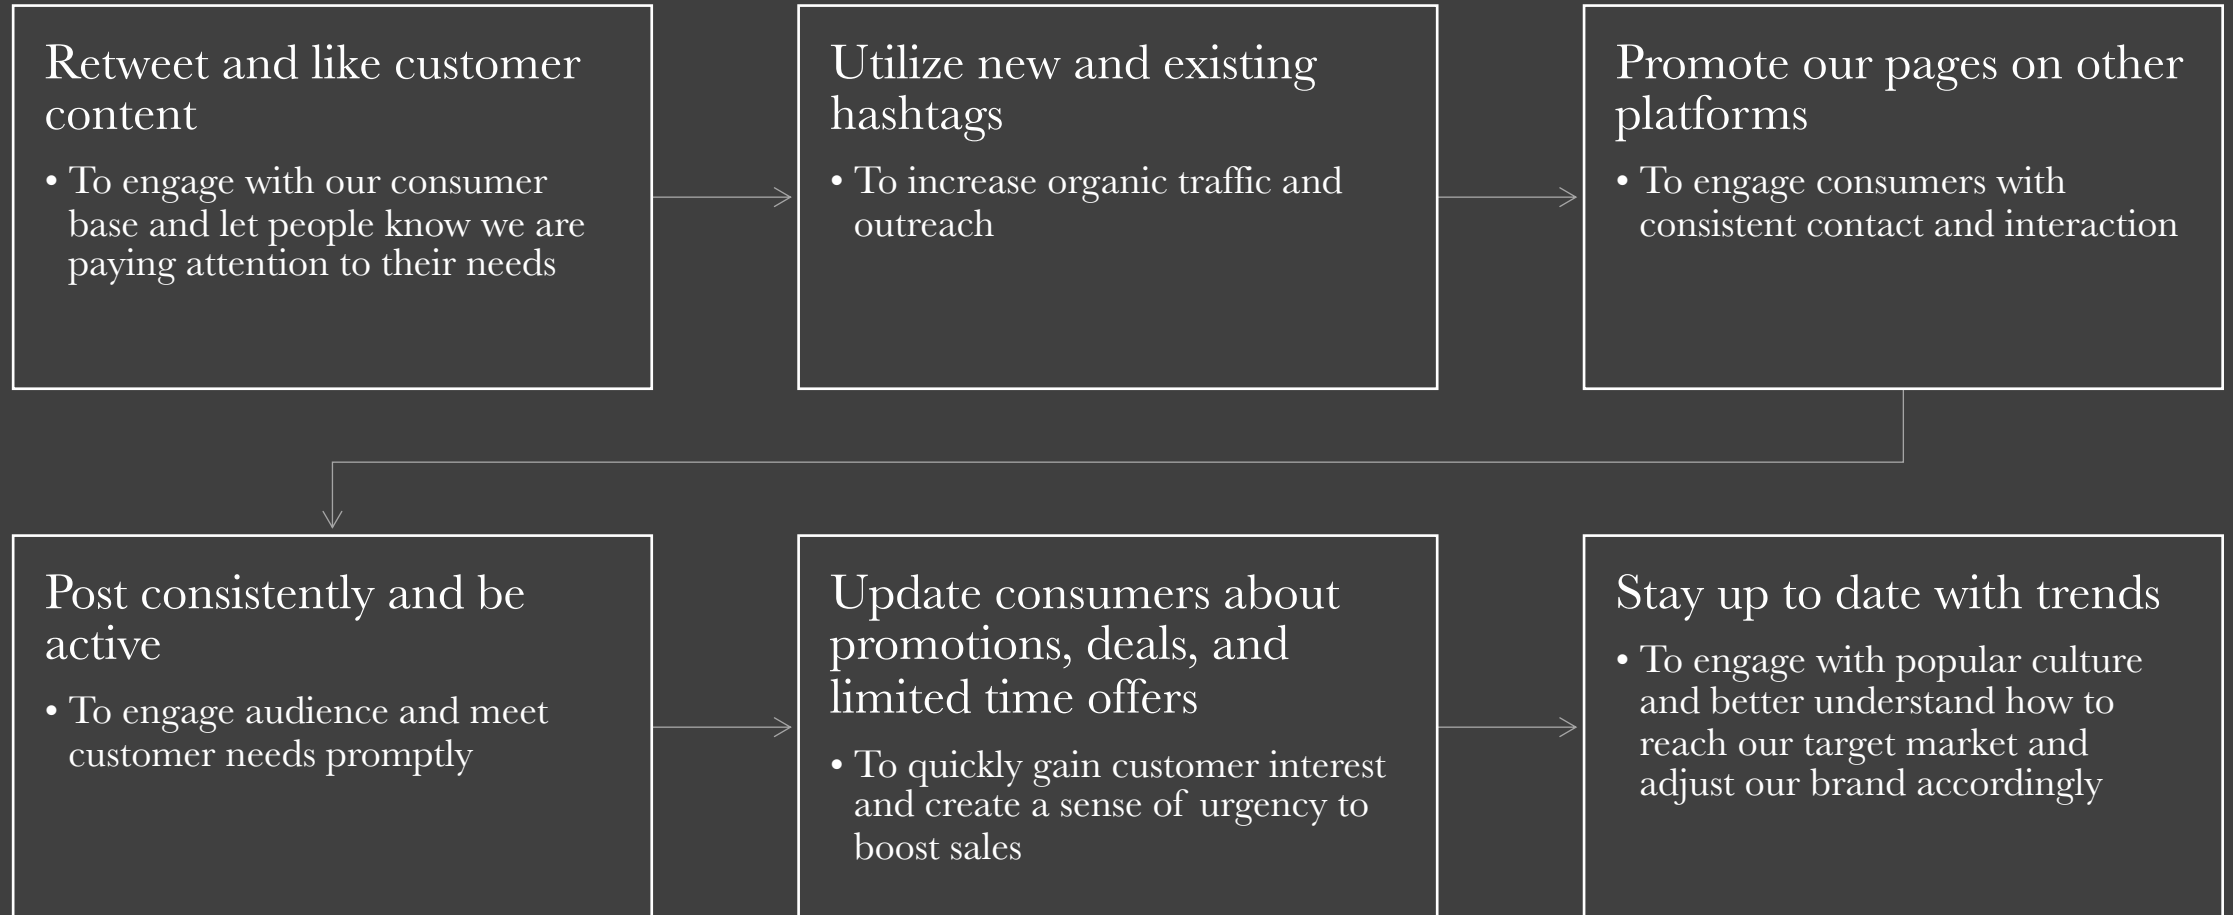 Retweet and like customer
content
• To engage with our consumer
base and let people know we are
paying attention to their needs
Utilize new and existing
hashtags
• To increase organic traffic and
outreach
Promote our pages on other
platforms
• To engage consumers with
consistent contact and interaction
Post consistently and be
active
• To engage audience and meet
customer needs promptly
Update consumers about
promotions, deals, and
limited time offers
• To quickly gain customer interest
and create a sense of urgency to
boost sales
Stay up to date with trends
• To engage with popular culture
and better understand how to
reach our target market and
adjust our brand accordingly